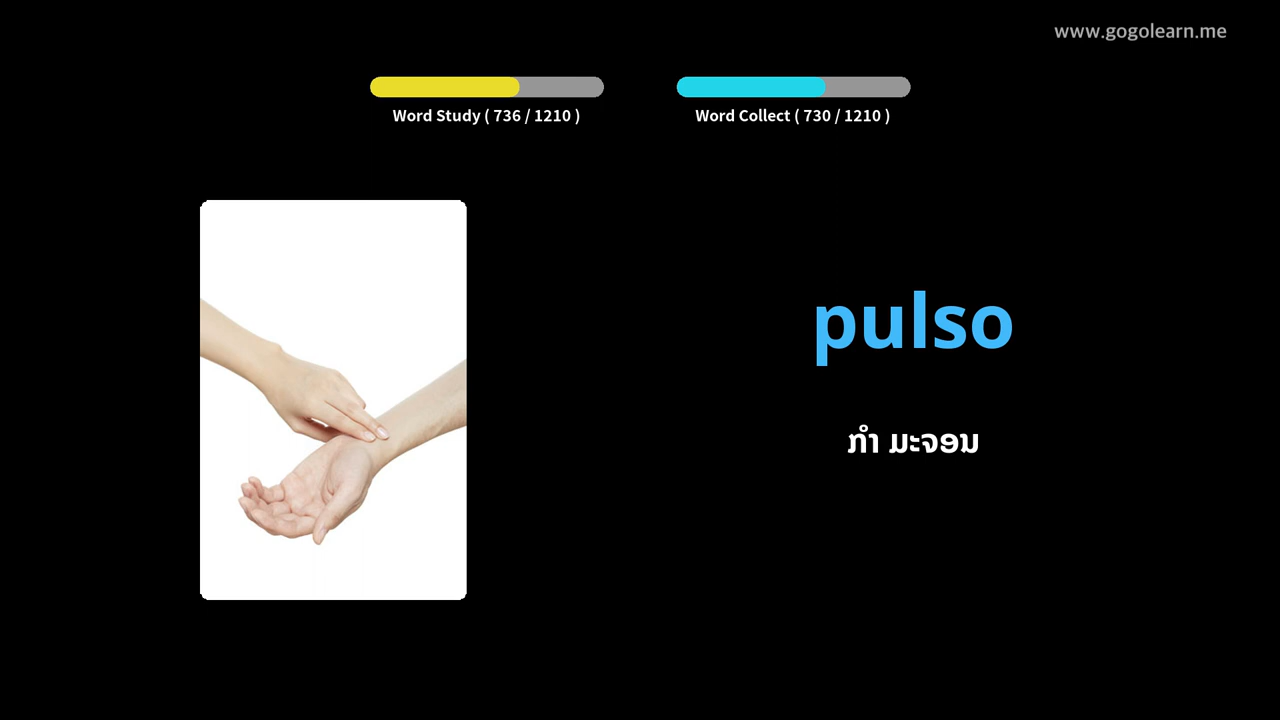 www.gogolearn.me
Word Study ( 736 / 1210 )
Word Collect ( 730 / 1210 )
pulso
ກຳ ມະຈອນ